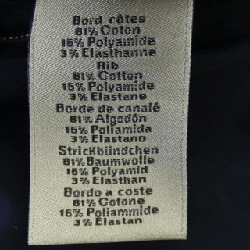 Bord côtes
81% Coton
16% Polyamide
3% Elasthanne
Rib
81% Cotton
16% Polyamide
3% Elastane
Borde de canalé
81% Algodón
16% Poliamida
3% Elastano
Strickbündchen
81% Baumwolle
16% Polyamid
3% Elasthan
Bordo a coste
81% Cotone
16% Poliammide
3% Elastan